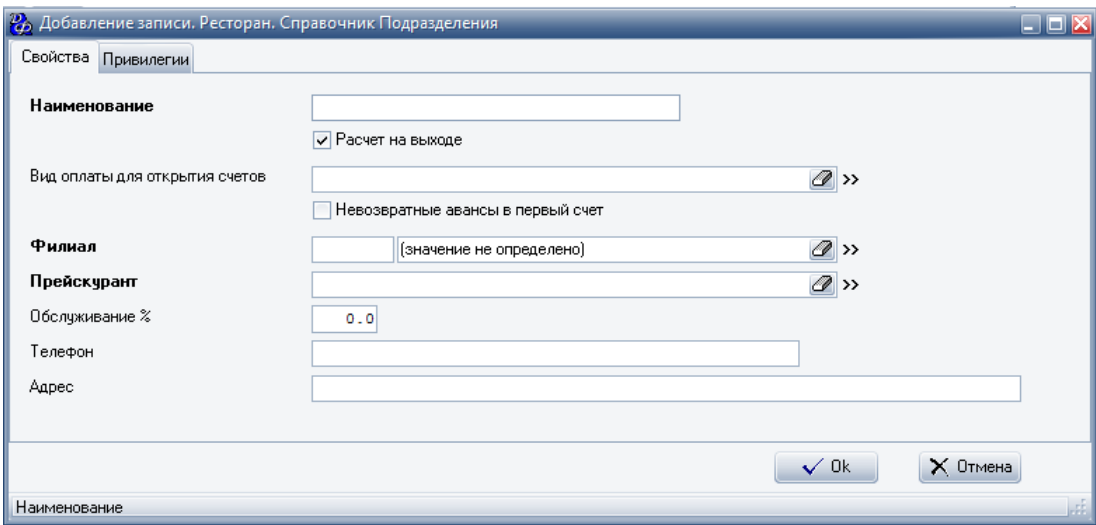 Добавление записи. Ресторан. Справочник Подразделения
Свойства Привилегии
Наименование
Расчет на выходе
Вид оплаты для открытия счетов >>
Невозвратные авансы в первый счет
Филиал (значение не определено) >>
Прейскурант >>
Обслуживание % 0.0
Телефон
Адрес
Ok Отмена
Наименование